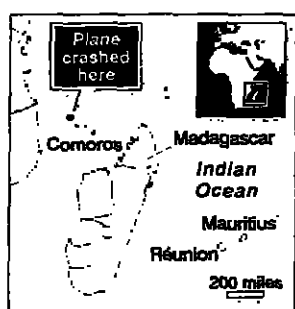 Plane
crashed
here
Comoros
Madagascar
Indian
Ocean
Mauritius
Réunion
200 miles